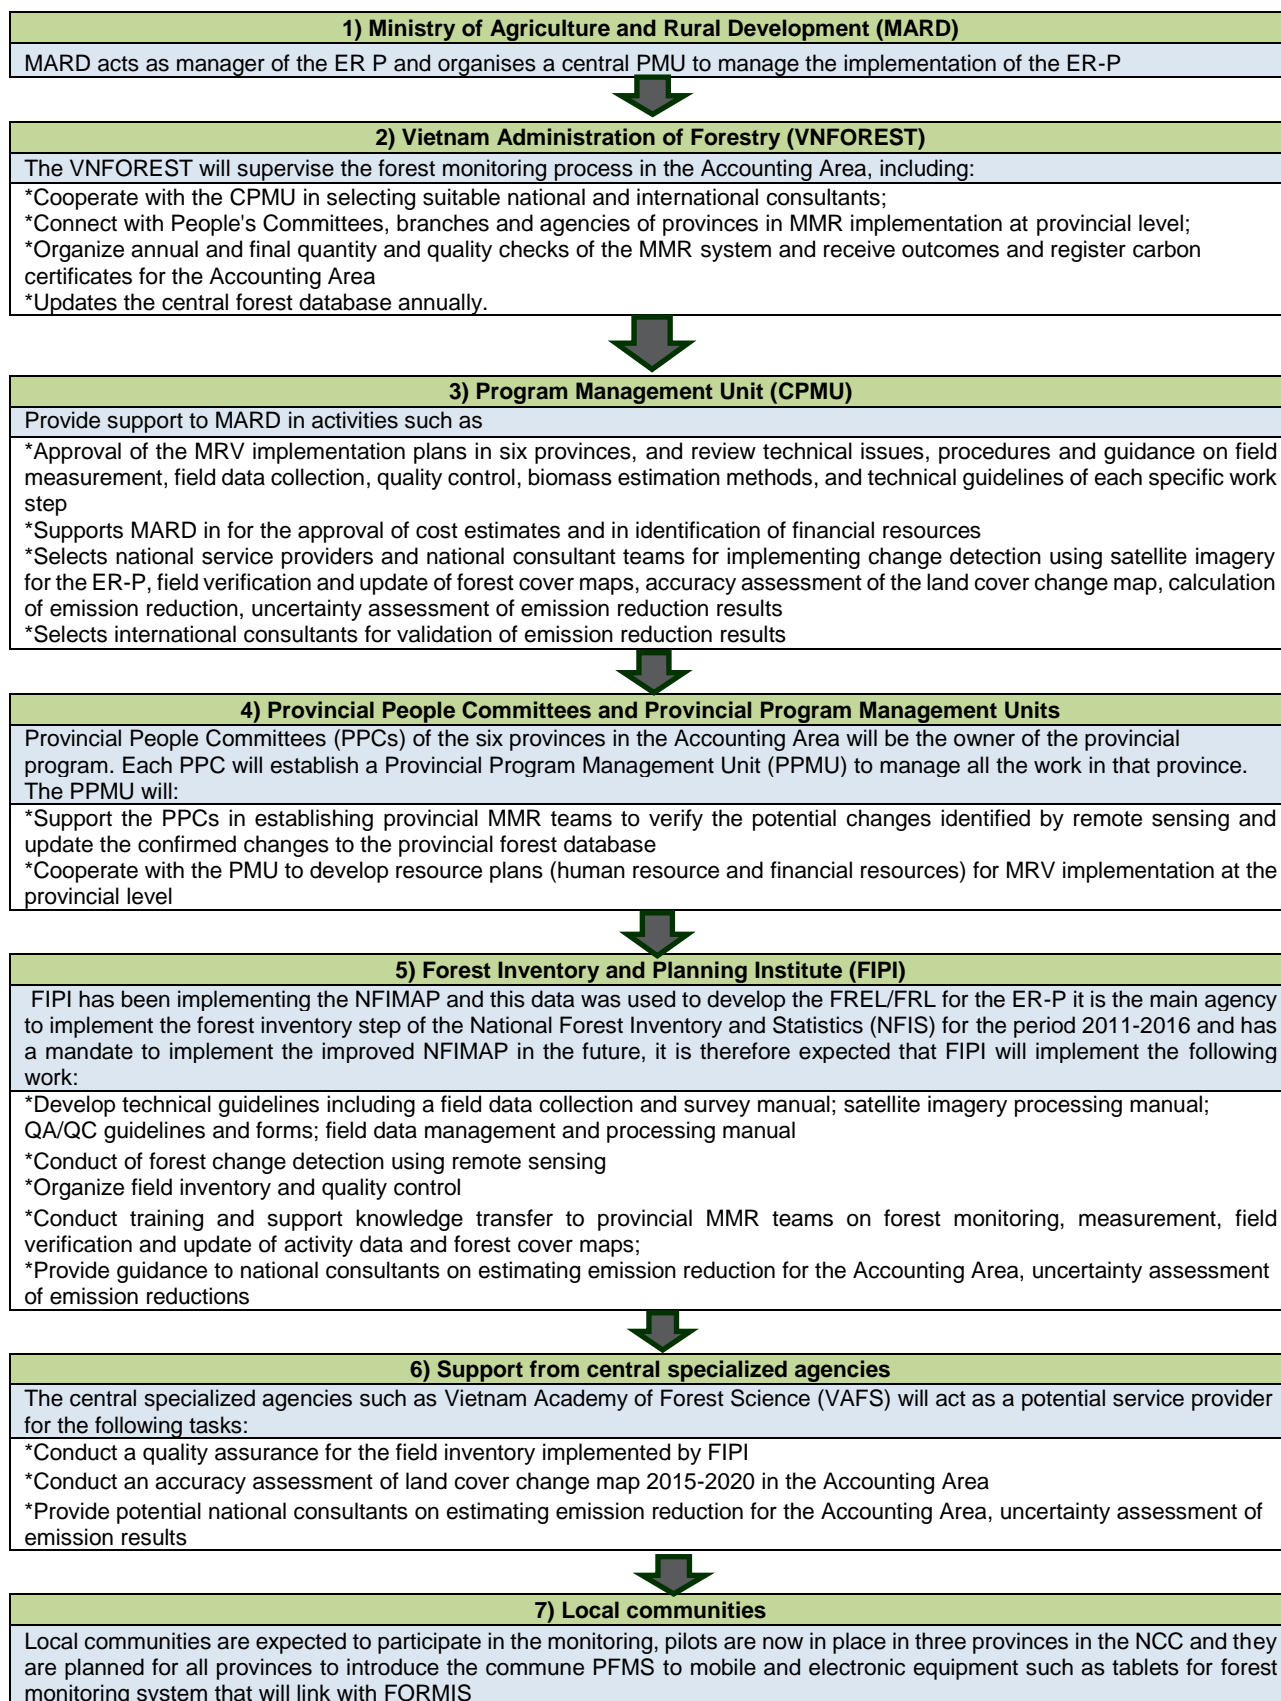 1) Ministry of Agriculture and Rural Development (MARD)
MARD acts as manager of the ER P and organises a central PMU to manage the implementation of the ER-P
2) Vietnam Administration of Forestry (VNFOREST)
The VNFOREST will supervise the forest monitoring process in the Accounting Area, including:
*Cooperate with the CPMU in selecting suitable national and international consultants;
*Connect with People's Committees, branches and agencies of provinces in MMR implementation at provincial level;
*Organize annual and final quantity and quality checks of the MMR system and receive outcomes and register carbon
certificates for the Accounting Area
*Updates the central forest database annually.
3) Program Management Unit (CPMU)
Provide support to MARD in activities such as
*Approval of the MRV implementation plans in six provinces, and review technical issues, procedures and guidance on field
measurement, field data collection, quality control, biomass estimation methods, and technical guidelines of each specific work
step
*Supports MARD in for the approval of cost estimates and in identification of financial resources
*Selects national service providers and national consultant teams for implementing change detection using satellite imagery
for the ER-P, field verification and update of forest cover maps, accuracy assessment of the land cover change map, calculation
of emission reduction, uncertainty assessment of emission reduction results
*Selects international consultants for validation of emission reduction results
4) Provincial People Committees and Provincial Program Management Units
Provincial People Committees (PPCs) of the six provinces in the Accounting Area will be the owner of the provincial
program. Each PPC will establish a Provincial Program Management Unit (PPMU) to manage all the work in that province.
The PPMU will:
*Support the PPCs in establishing provincial MMR teams to verify the potential changes identified by remote sensing and
update the confirmed changes to the provincial forest database
*Cooperate with the PMU to develop resource plans (human resource and financial resources) for MRV implementation at the
provincial level
5) Forest Inventory and Planning Institute (FIPI)
FIPI has been implementing the NFIMAP and this data was used to develop the FREL/FRL for the ER-P it is the main agency
to implement the forest inventory step of the National Forest Inventory and Statistics (NFIS) for the period 2011-2016 and has
a mandate to implement the improved NFIMAP in the future, it is therefore expected that FIPI will implement the following
work:
*Develop technical guidelines including a field data collection and survey manual; satellite imagery processing manual;
QA/QC guidelines and forms; field data management and processing manual
*Conduct of forest change detection using remote sensing
*Organize field inventory and quality control
*Conduct training and support knowledge transfer to provincial MMR teams on forest monitoring, measurement, field
verification and update of activity data and forest cover maps;
*Provide guidance to national consultants on estimating emission reduction for the Accounting Area, uncertainty assessment
of emission reductions
6) Support from central specialized agencies
The central specialized agencies such as Vietnam Academy of Forest Science (VAFS) will act as a potential service provider
for the following tasks:
*Conduct a quality assurance for the field inventory implemented by FIPI
*Conduct an accuracy assessment of land cover change map 2015-2020 in the Accounting Area
*Provide potential national consultants on estimating emission reduction for the Accounting Area, uncertainty assessment of
emission results
7) Local communities
Local communities are expected to participate in the monitoring, pilots are now in place in three provinces in the NCC and they
are planned for all provinces to introduce the commune PFMS to mobile and electronic equipment such as tablets for forest
monitoring system that will link with FORMIS